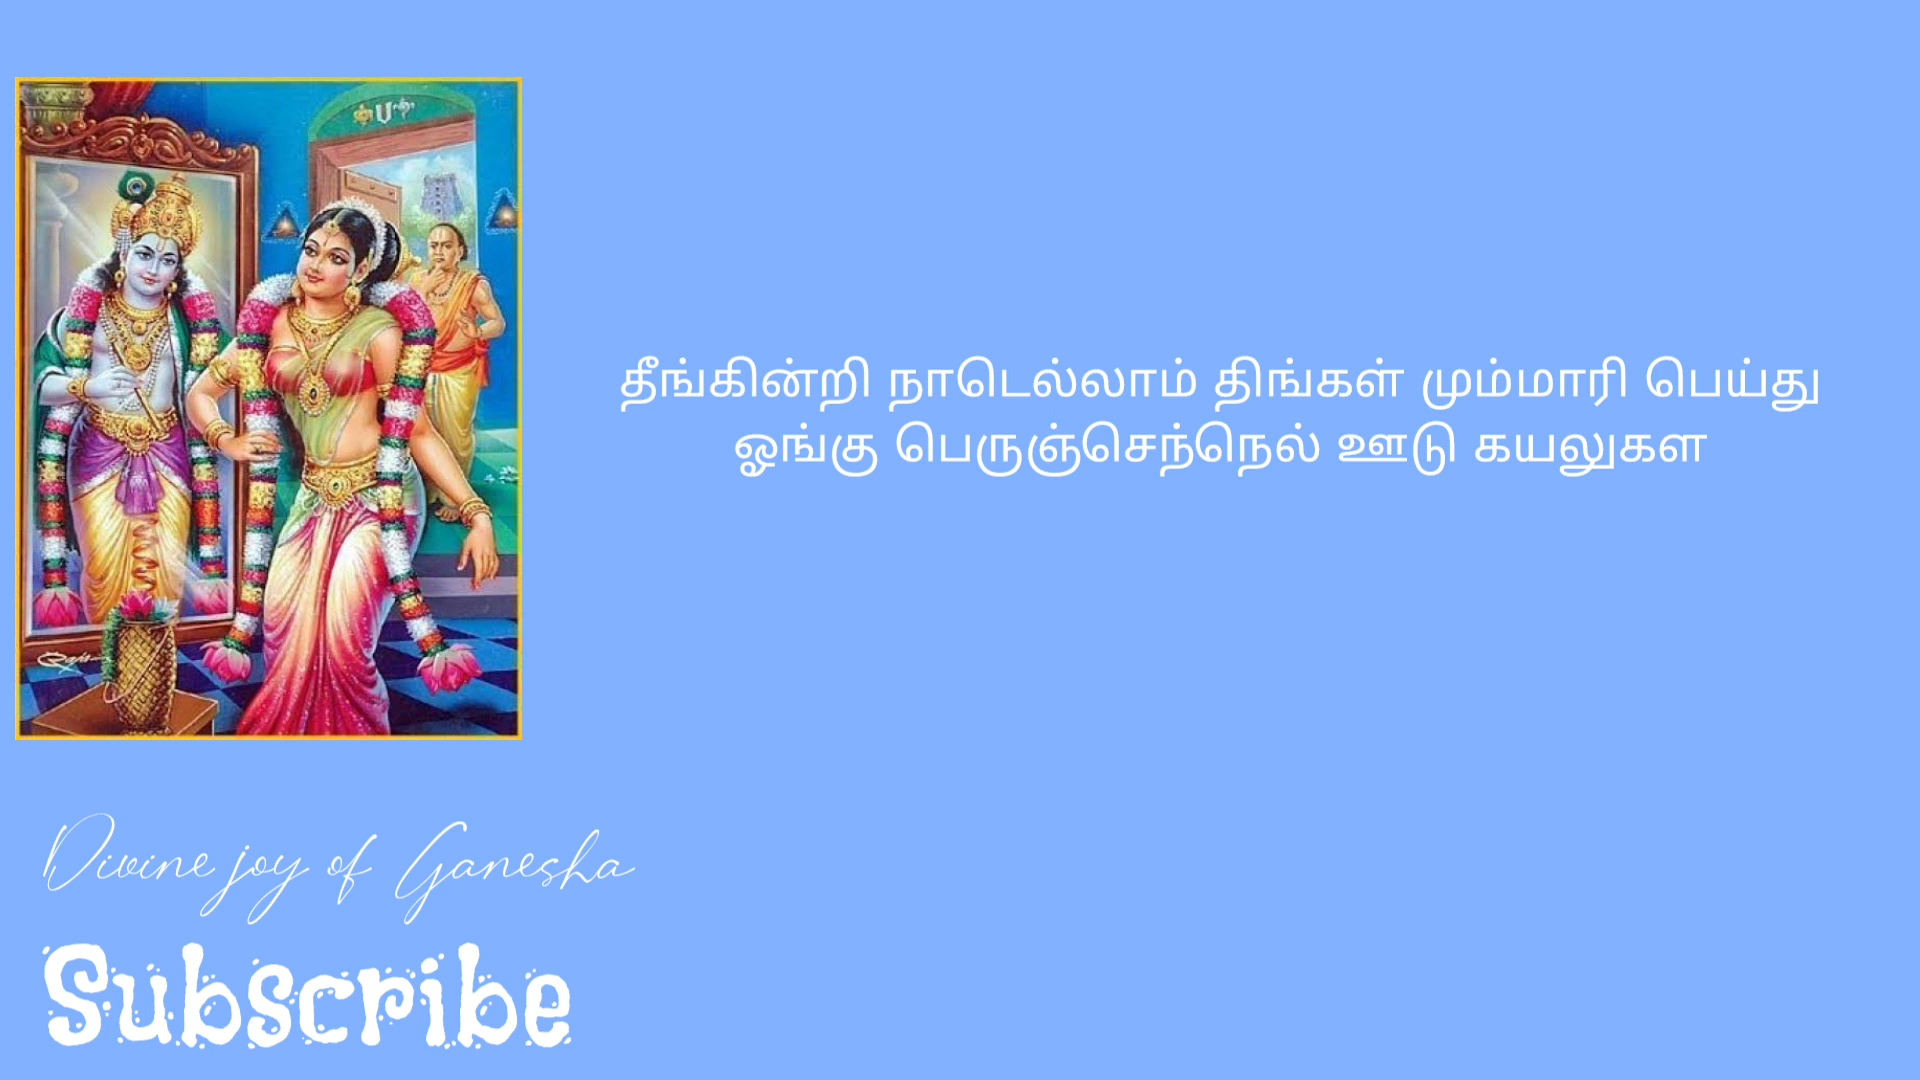 தீங்கின்றி நாடெல்லாம் திங்கள் மும்மாரி பெய்து
ஓங்கு பெருஞ்செந்நெல் ஊடு கயலுகள
Divine joy of Ganesha
Subscribe